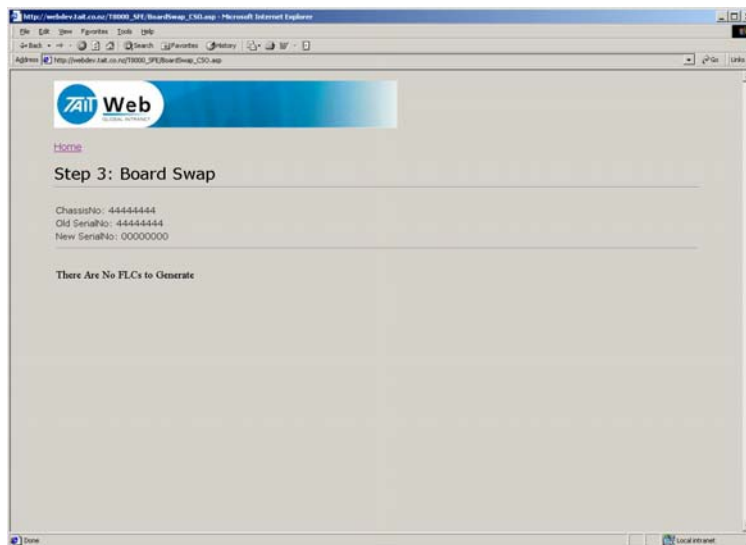 http://webdev.tait.co.nz/T8000_SFE/BoardSwap_CSO.asp - Microsoft Internet Explorer
File Edit View Favorites Tools Help
Back Search Favorites History
Address http://webdev.tait.co.nz/T8000_SFE/BoardSwap_CSO.asp Go Links
TAIT Web
GLOBAL INTRANET
Home
Step 3: Board Swap
ChassisNo: 44444444
Old SerialNo: 44444444
New SerialNo: 00000000
There Are No FLCs to Generate
Done Local intranet